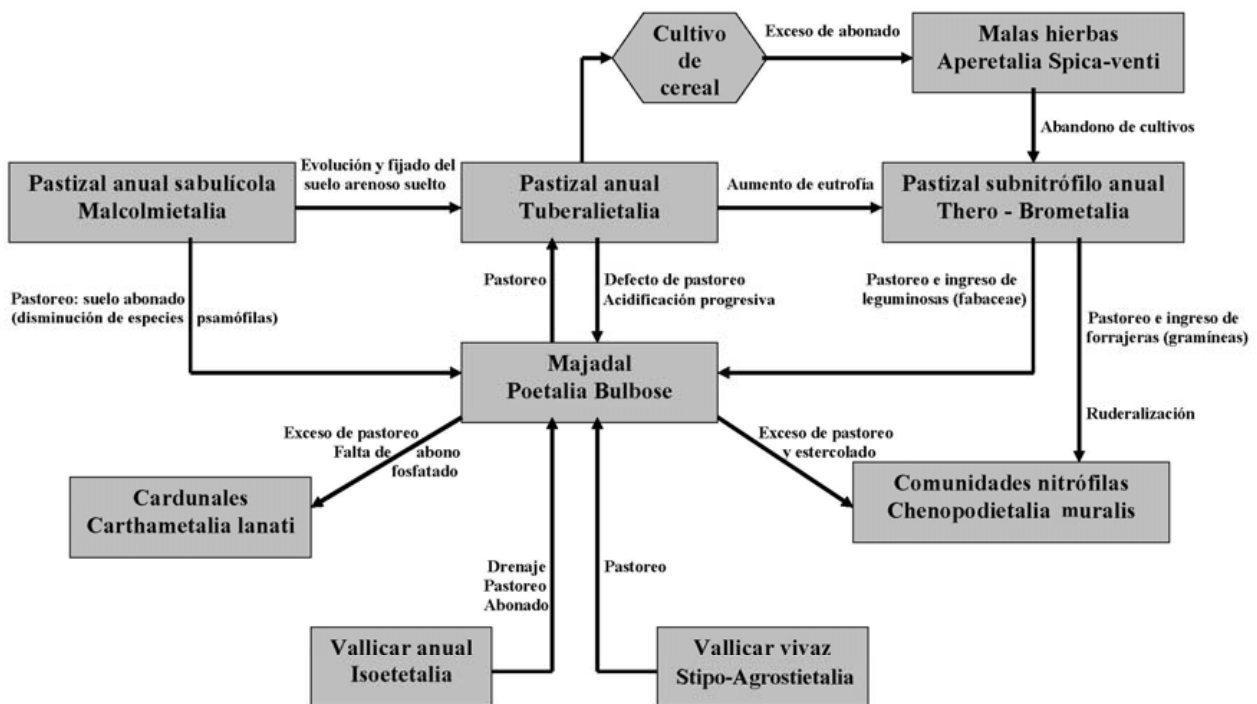 Cultivo
de
cereal
Exceso de abonado
Malas hierbas
Aperetalia Spica-venti
Abandono de cultivos
Pastizal anual sabulícola
Malcolmietalia
Evolución y fijado del
suelo arenoso suelto
Pastizal anual
Tuberalietalia
Aumento de eutrofía
Pastizal subnitrófilo anual
Thero - Brometalia
Pastoreo: suelo abonado
(disminución de especies psamófilas)
Pastoreo
Defecto de pastoreo
Acidificación progresiva
Pastoreo e ingreso de
leguminosas (fabaceae)
Pastoreo e ingreso de
forrajeras (gramíneas)
Majadal
Poetalia Bulbose
Ruderalización
Exceso de pastoreo
Falta de abono
fosfatado
Exceso de pastoreo
y estercolado
Cardunales
Carthametalia lanati
Comunidades nitrófilas
Chenopodietalia muralis
Drenaje
Pastoreo
Abonado
Pastoreo
Vallicar anual
Isoetetalia
Vallicar vivaz
Stipo-Agrostietalia